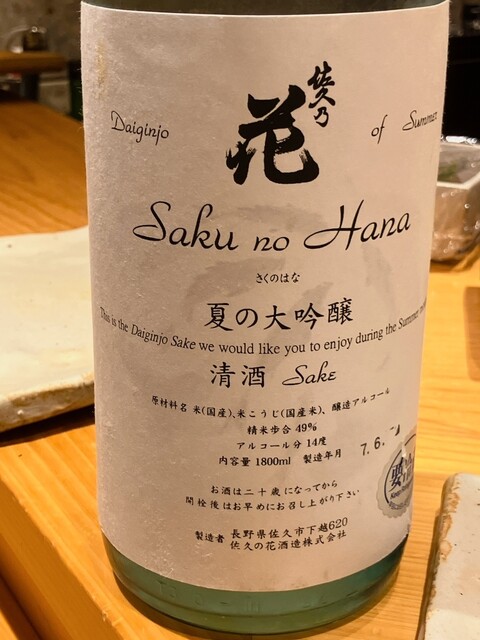 佐久乃
花
Daiginjo of Summer
Saku no Hana
さくのはな
夏の大吟醸
This is the Daiginjo Sake we would like you to enjoy during the Summer
清酒 Sake
原材料名 米(国産)、米こうじ(国産米)、醸造アルコール
精米歩合 49%
アルコール分 14度
内容量 1800ml 製造年月 7.6.
お酒は二十歳になってから
開栓後はお早めにお召し上がり下さい
製造者 長野県佐久市下越620
佐久の花酒造株式会社